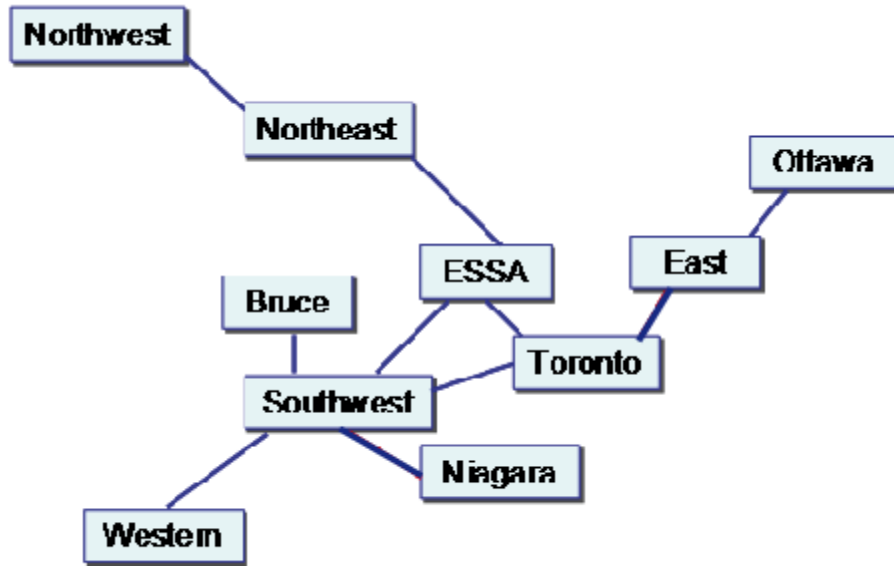 Northwest
Northeast
Ottawa
ESSA
East
Bruce
Toronto
Southwest
Niagara
Western